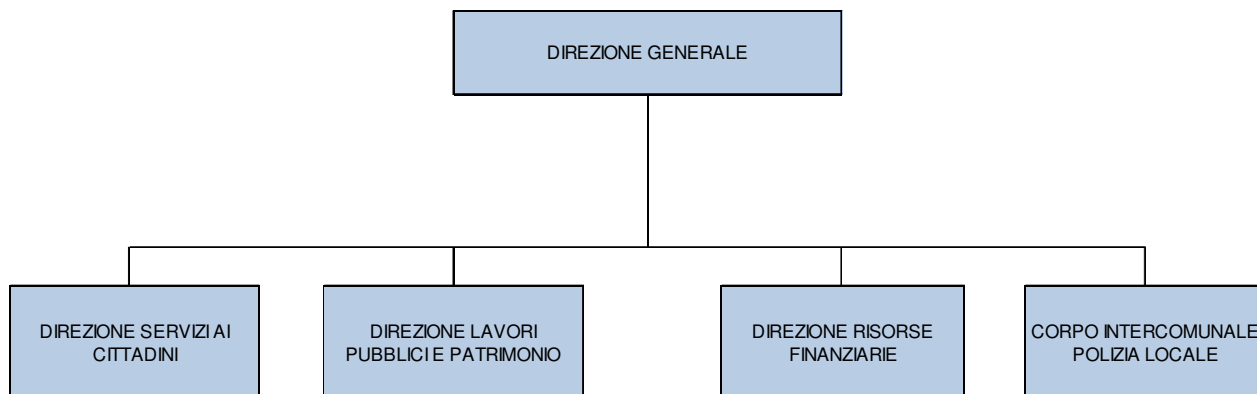 DIREZIONE GENERALE
DIREZIONE SERVIZI AI
CITTADINI
DIREZIONE LAVORI
PUBBLICI E PATRIMONIO
DIREZIONE RISORSE
FINANZIARIE
CORPO INTERCOMUNALE
POLIZIA LOCALE